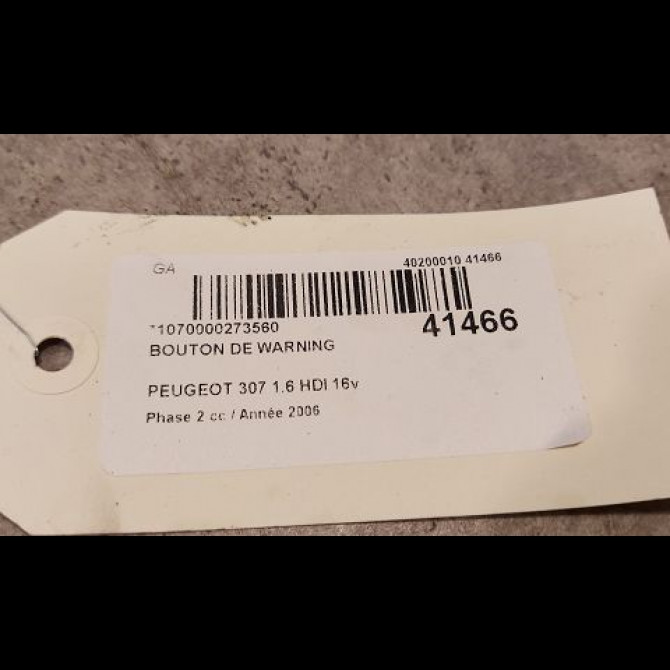 GA
40200010 41466
*1070000273560
41466
BOUTON DE WARNING
PEUGEOT 307 1.6 HDI 16v
Phase 2 cc / Année 2006